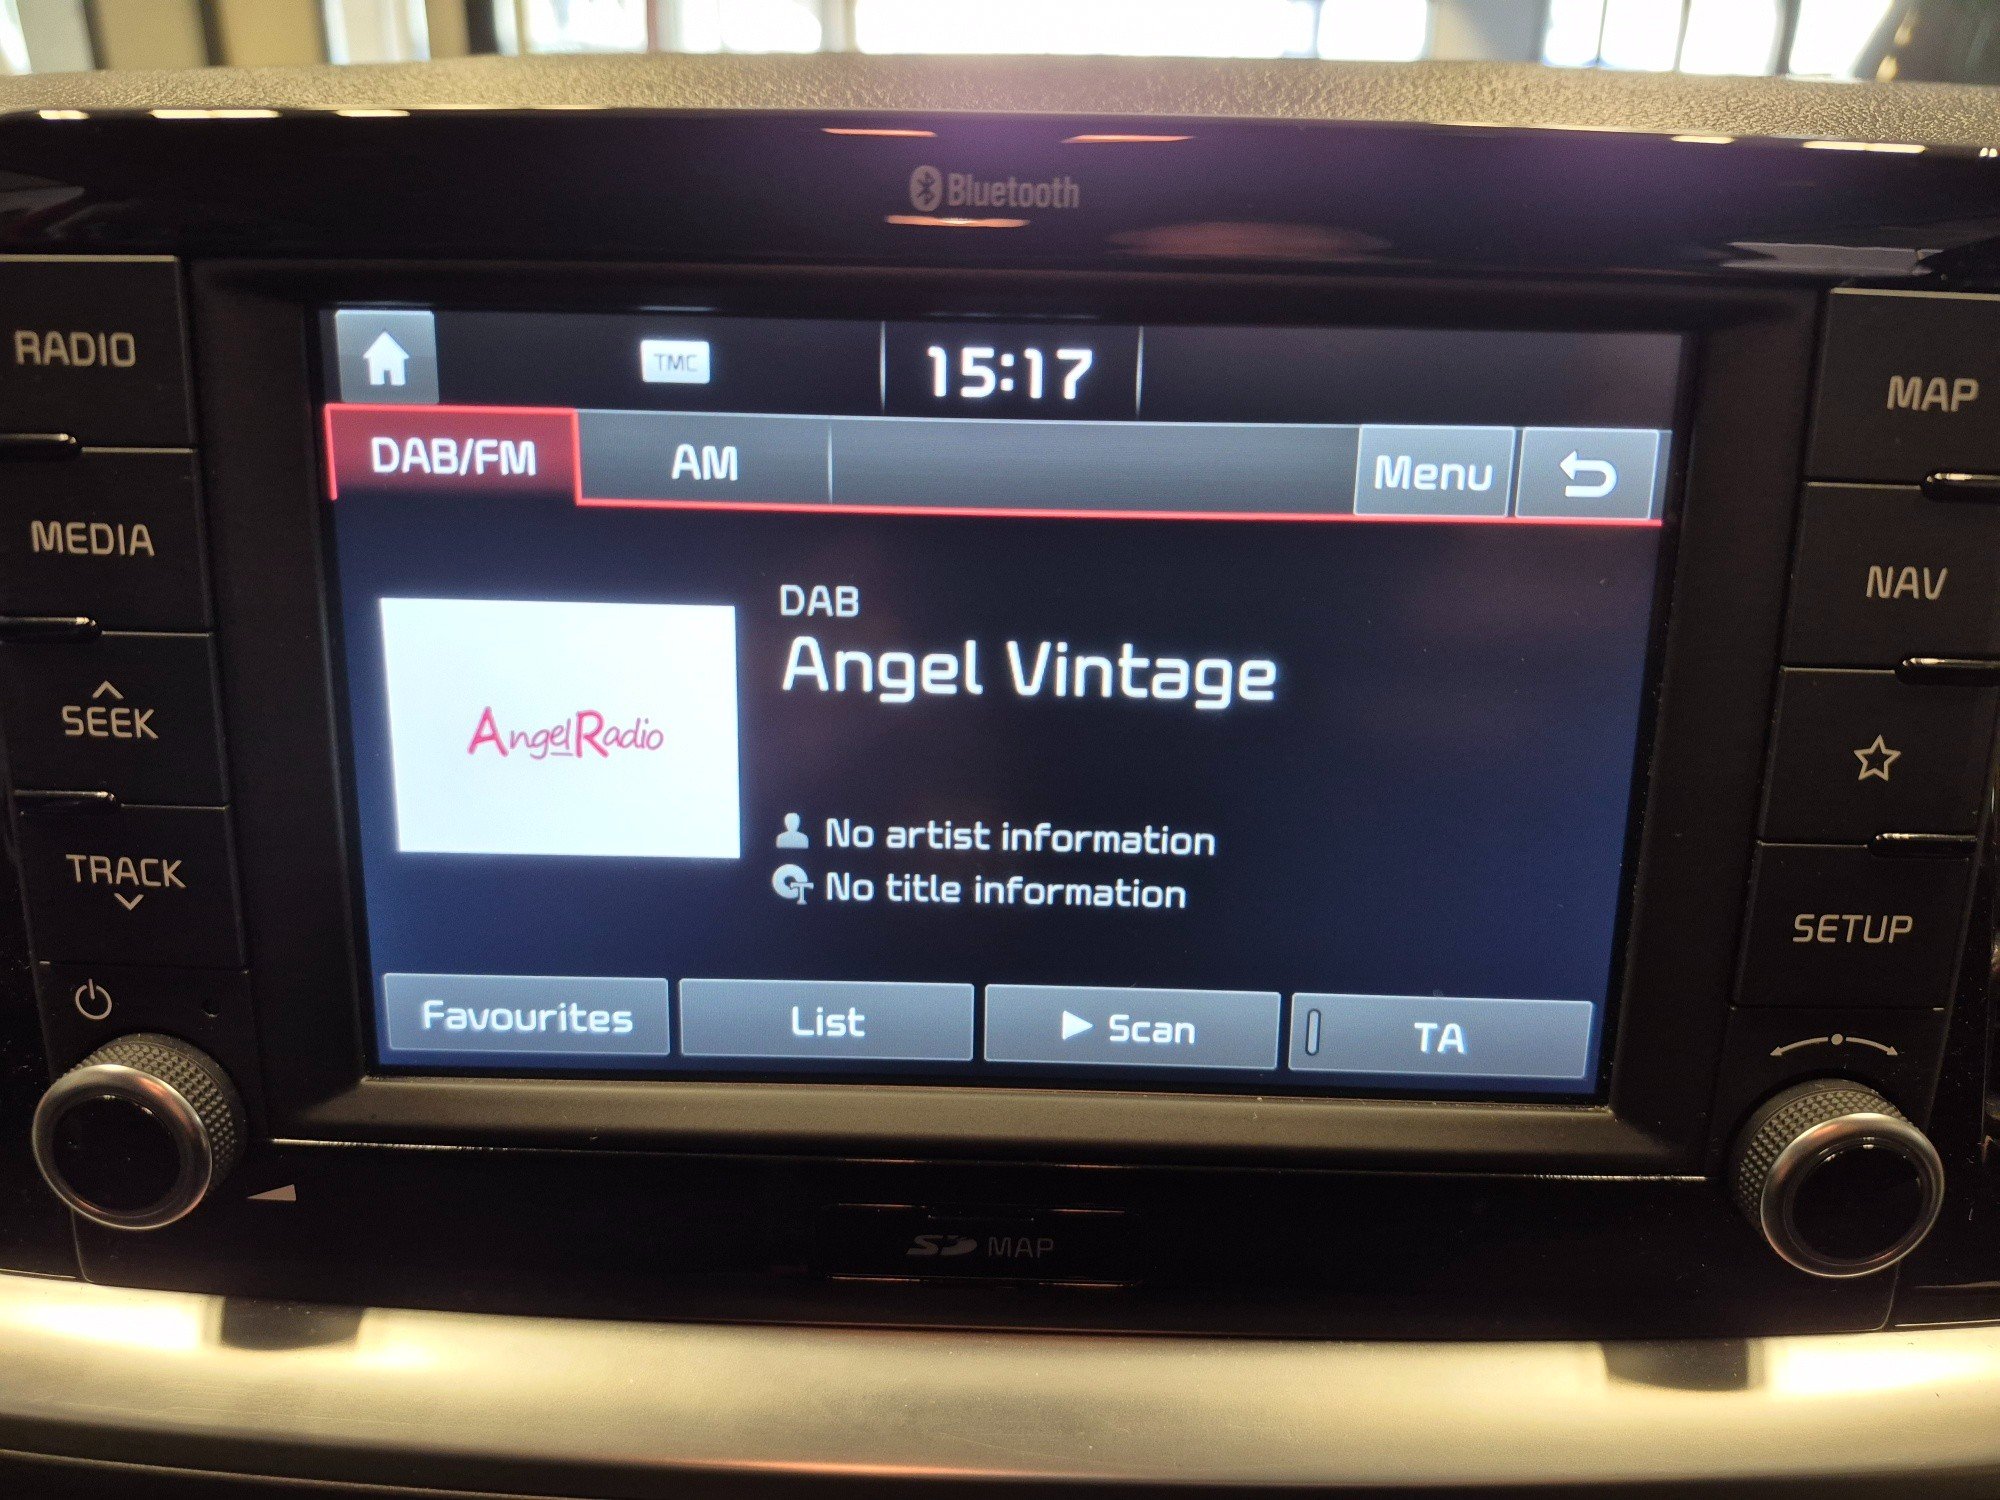 Bluetooth
RADIO
MEDIA
SEEK
TRACK
TMC
15:17
DAB/FM
AM
Menu
DAB
Angel Vintage
AngelRadio
No artist information
No title information
Favourites
List
Scan
TA
MAP
NAV
SETUP
SD MAP